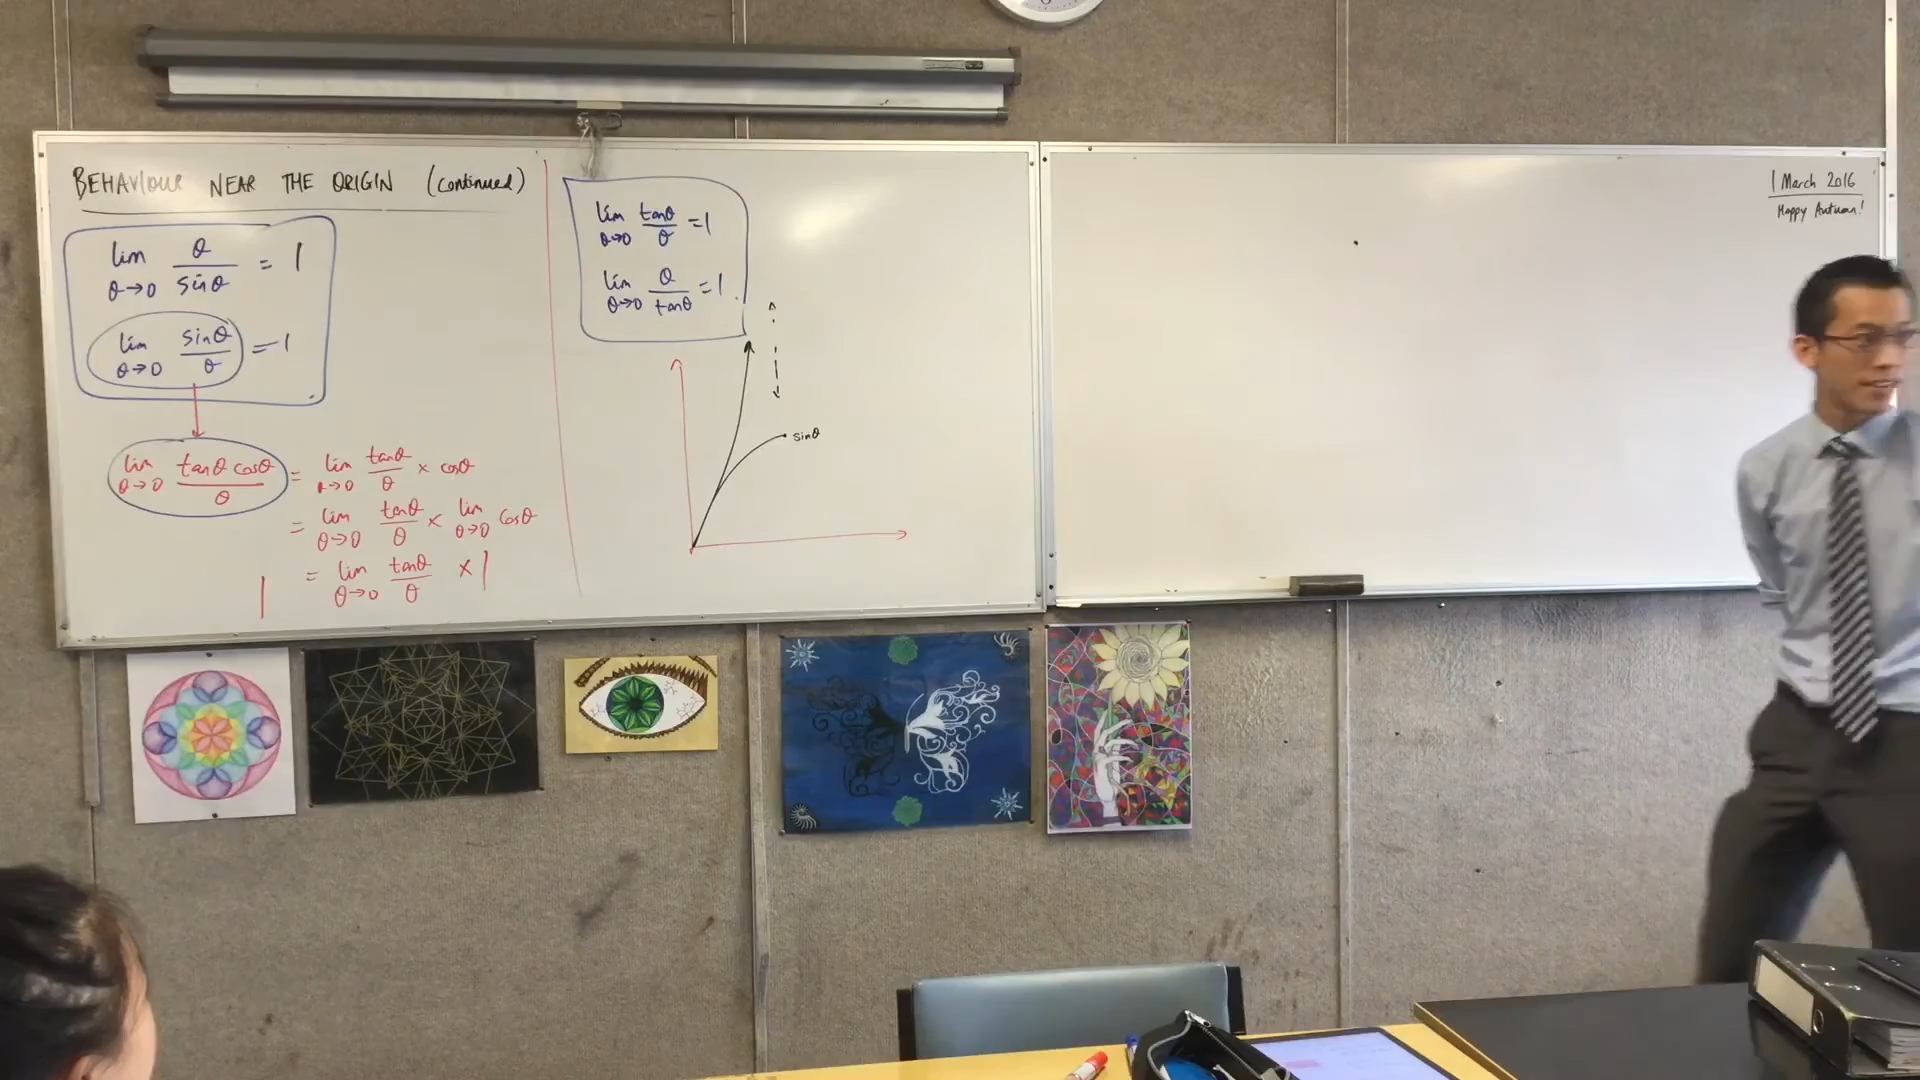 BEHAVIOUR NEAR THE ORIGIN (continued)
lim θ→0 θ/sinθ = 1
lim θ→0 sinθ/θ = 1
lim θ→0 tanθ cosθ/θ = lim θ→0 tanθ/θ × cosθ
= lim θ→0 tanθ/θ × lim θ→0 cosθ
1 = lim θ→0 tanθ/θ × 1
lim θ→0 tanθ/θ = 1
lim θ→0 θ/tanθ = 1
sinθ
1 March 2016
Happy Autumn!